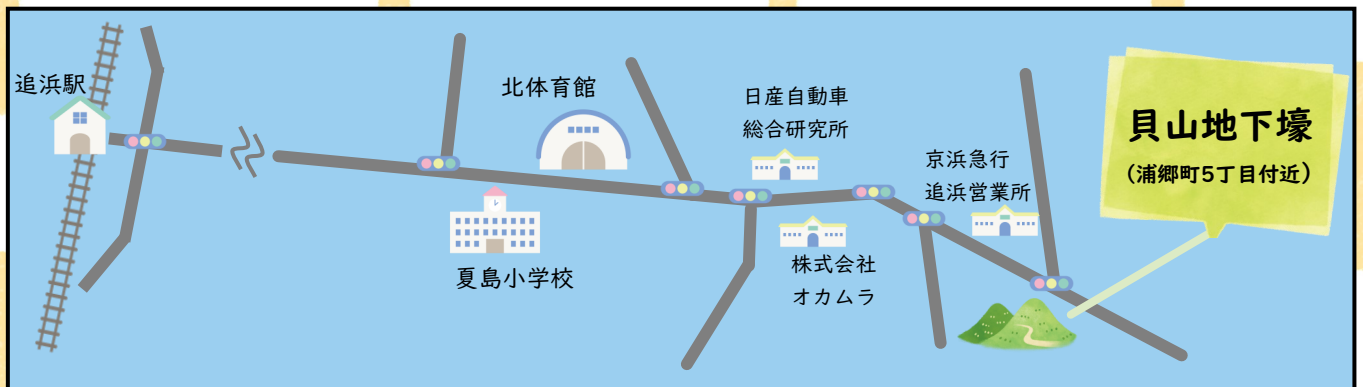 追浜駅
北体育館
夏島小学校
日産自動車
総合研究所
株式会社
オカムラ
京浜急行
追浜営業所
貝山地下壕
(浦郷町5丁目付近)